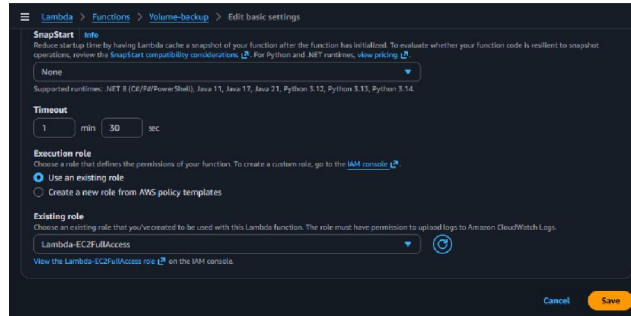 Lambda > Functions > Volume-backup > Edit basic settings
SnapStart Info
Reduce startup time by having Lambda cache a snapshot of your function after the function has initialized. To evaluate whether your function code is resilient to snapshot
operations, review the SnapStart compatibility considerations. For Python and .NET runtimes, view pricing.
None
Supported runtimes: .NET 8 (C#/F#/PowerShell), Java 11, Java 17, Java 21, Python 3.12, Python 3.13, Python 3.14.
Timeout
1 min 30 sec
Execution role
Choose a role that defines the permissions of your function. To create a custom role, go to the IAM console.
Use an existing role
Create a new role from AWS policy templates
Existing role
Choose an existing role that you've created to be used with this Lambda function. The role must have permission to upload logs to Amazon CloudWatch Logs.
Lambda-EC2FullAccess
View the Lambda-EC2FullAccess role on the IAM console.
Cancel Save